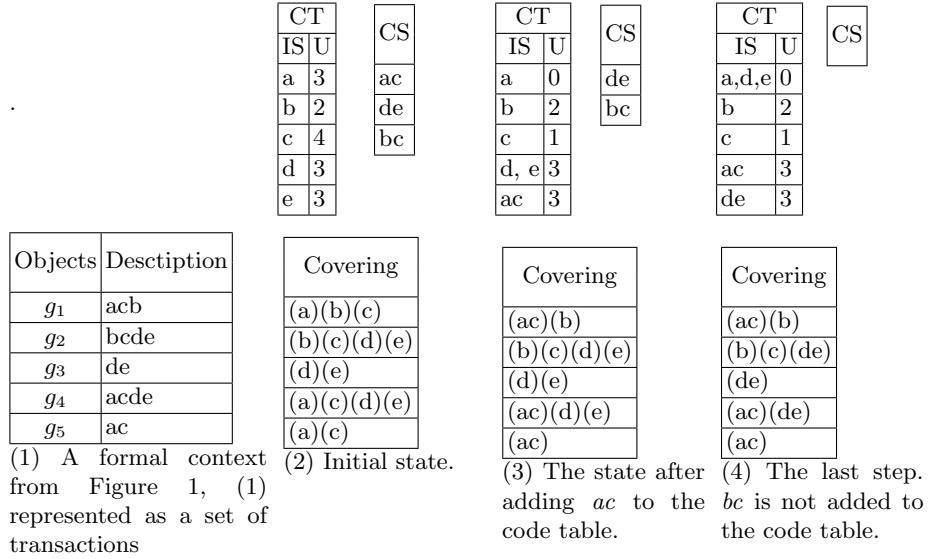 CT
IS U
a 3
b 2
c 4
d 3
e 3
CS
ac
de
bc
CT
IS U
a 0
b 2
c 1
d, e 3
ac 3
CS
de
bc
CT
IS U
a,d,e 0
b 2
c 1
ac 3
de 3
CS
.
Objects Desctiption
g1 acb
g2 bcde
g3 de
g4 acde
g5 ac
(1) A formal context
from Figure 1, (1)
represented as a set of
transactions
Covering
(a)(b)(c)
(b)(c)(d)(e)
(d)(e)
(a)(c)(d)(e)
(a)(c)
(2) Initial state.
Covering
(ac)(b)
(b)(c)(d)(e)
(d)(e)
(ac)(d)(e)
(ac)
(3) The state after
adding ac to the
code table.
Covering
(ac)(b)
(b)(c)(de)
(de)
(ac)(de)
(ac)
(4) The last step.
bc is not added to
the code table.